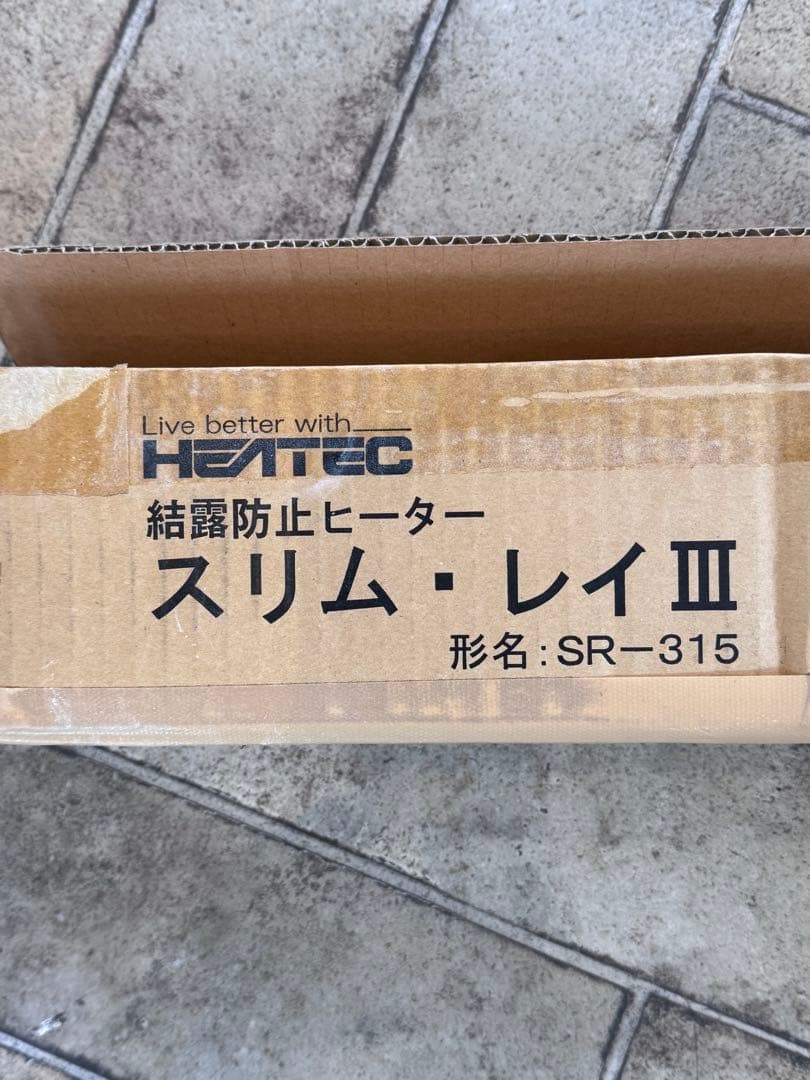 Live better with
HEATEC
結露防止ヒーター
スリム・レイⅢ
形名:SR-315